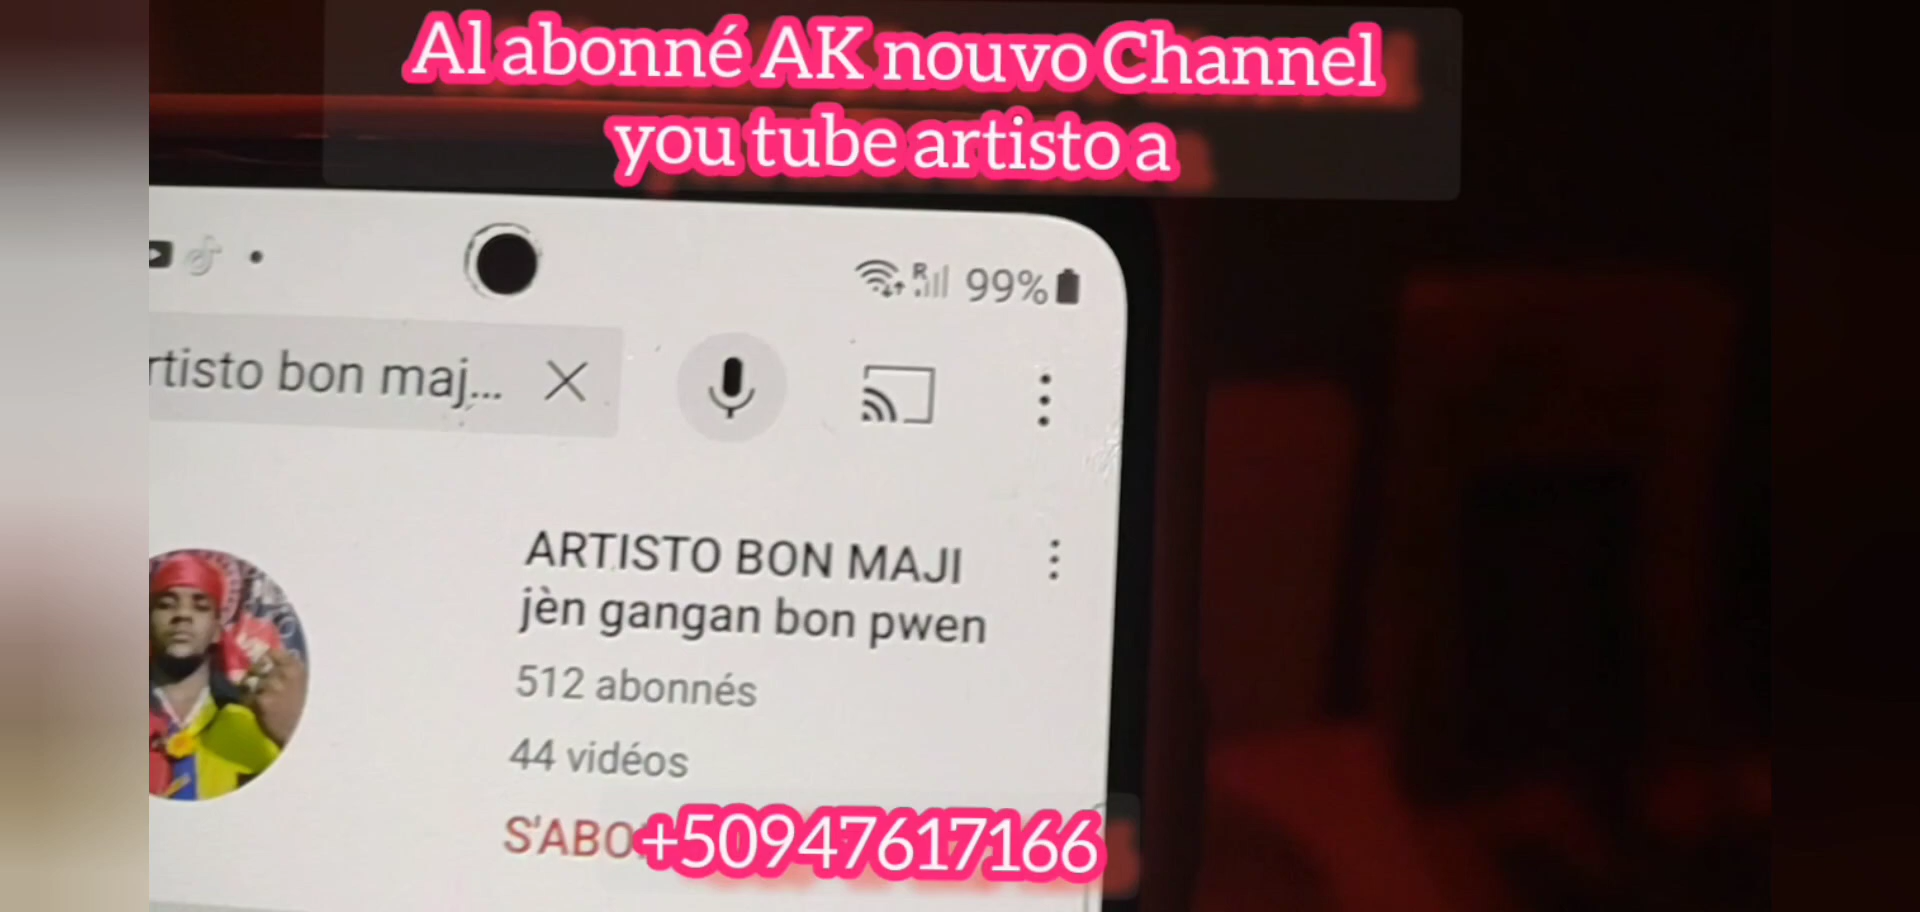 Al abonné AK nouvo Channel
you tube artisto a
R 99%
rtisto bon maj...
ARTISTO BON MAJI
jèn gangan bon pwen
512 abonnés
44 vidéos
S'ABO
+50947617166